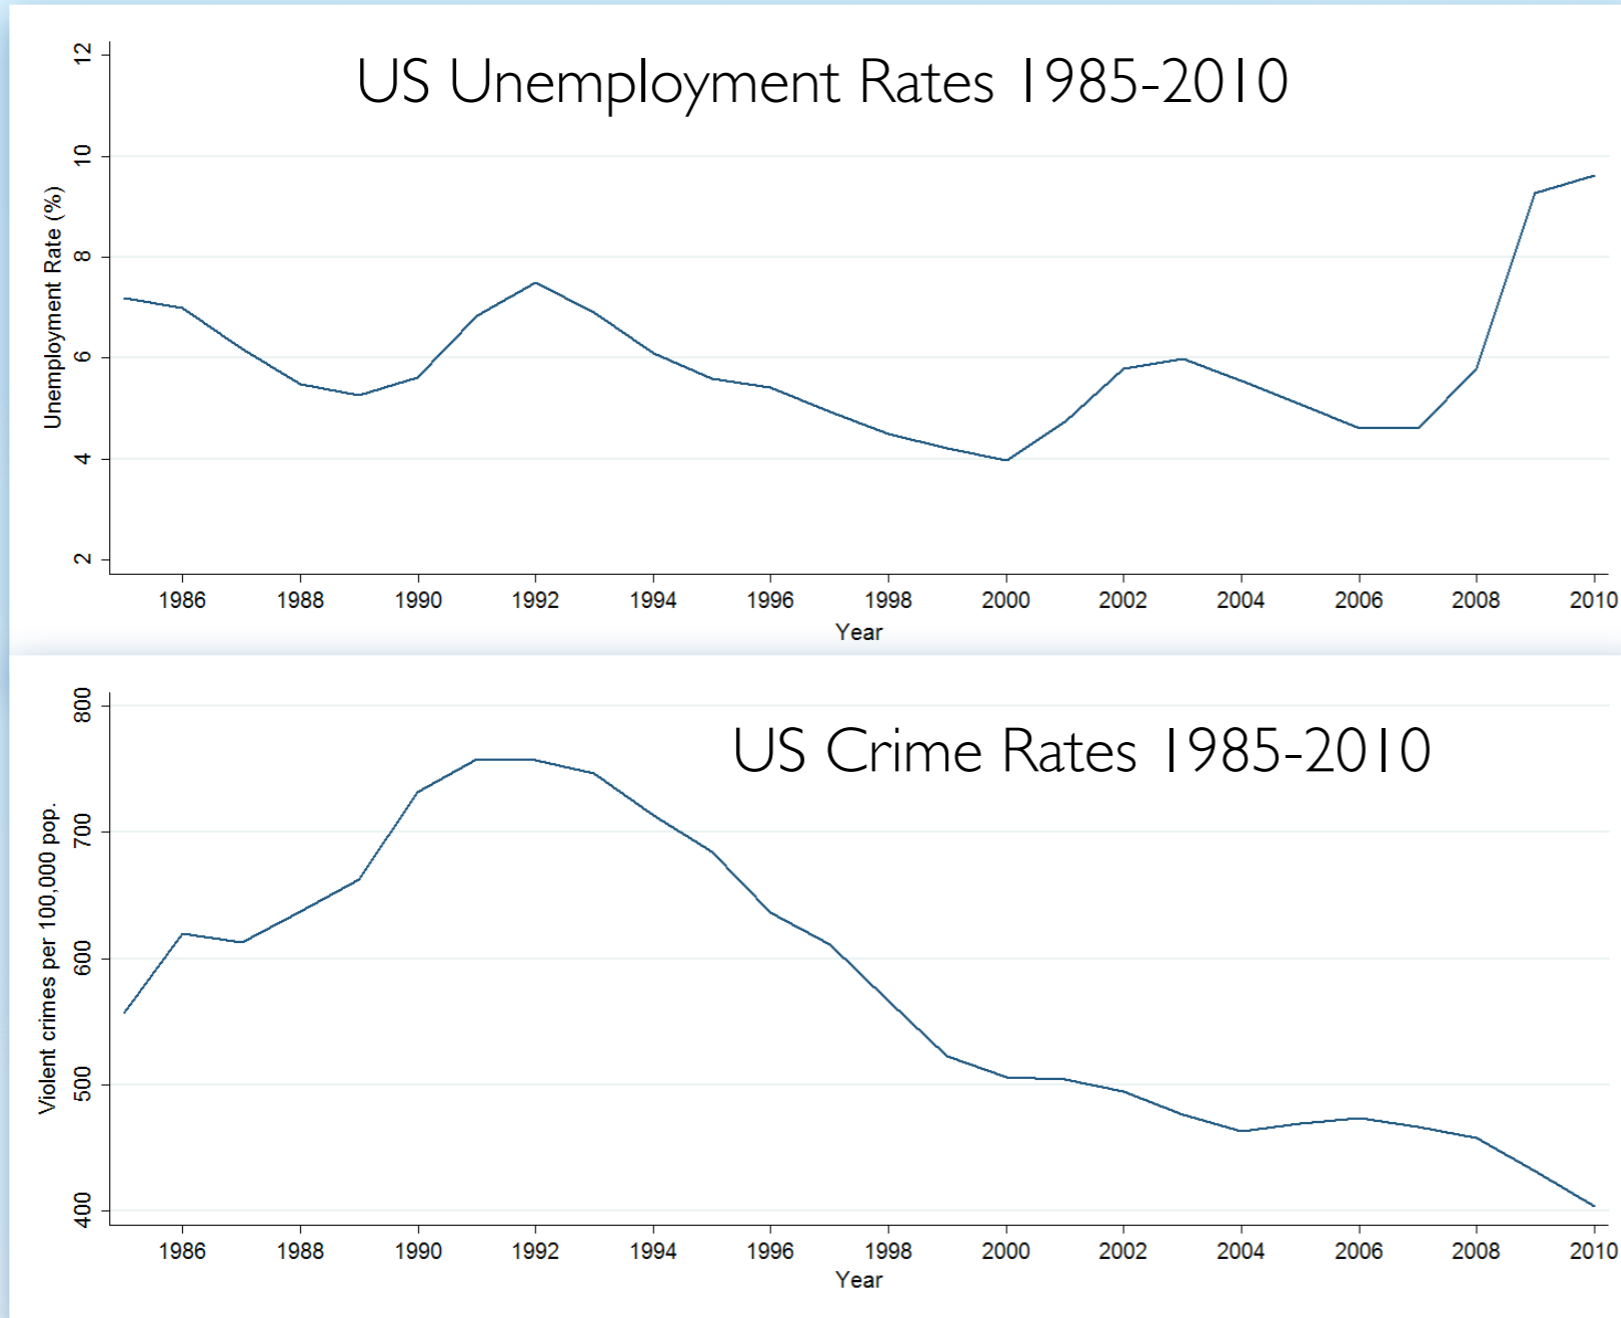 US Unemployment Rates 1985-2010
Unemployment Rate (%)
12
10
8
6
4
2
1986 1988 1990 1992 1994 1996 1998 2000 2002 2004 2006 2008 2010
Year
US Crime Rates 1985-2010
Violent crimes per 100,000 pop.
800
700
600
500
400
1986 1988 1990 1992 1994 1996 1998 2000 2002 2004 2006 2008 2010
Year